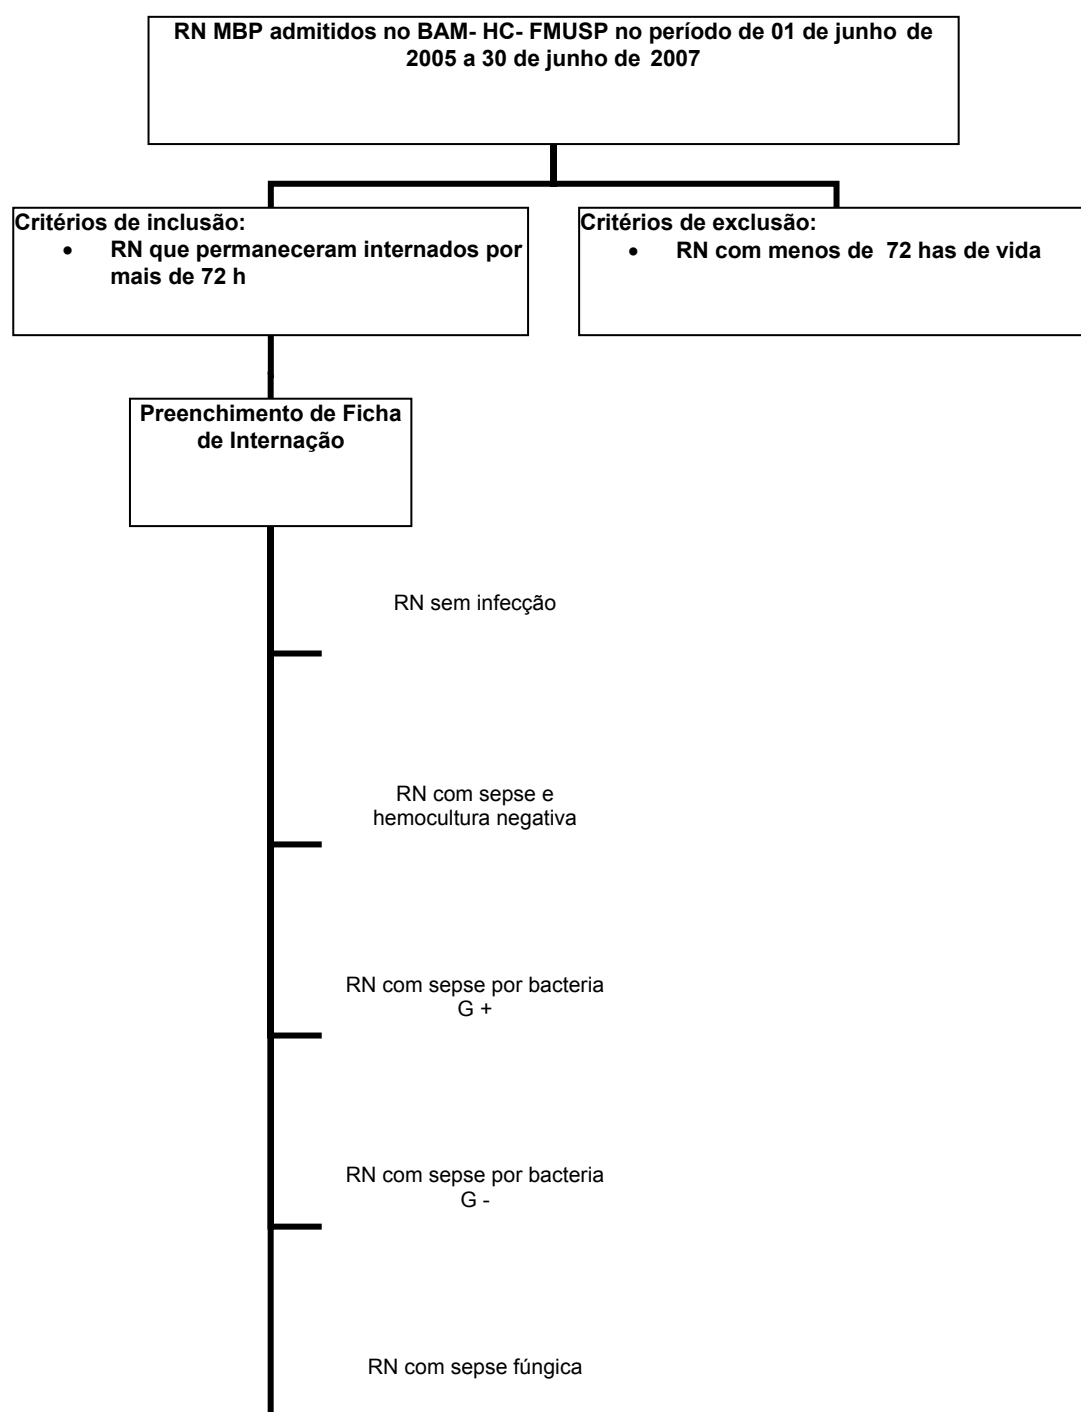 RN MBP admitidos no BAM- HC- FMUSP no período de 01 de junho de
2005 a 30 de junho de 2007
Critérios de inclusão:
• RN que permaneceram internados por
mais de 72 h
Critérios de exclusão:
• RN com menos de 72 has de vida
Preenchimento de Ficha
de Internação
RN sem infecção
RN com sepse e
hemocultura negativa
RN com sepse por bacteria
G +
RN com sepse por bacteria
G -
RN com sepse fúngica